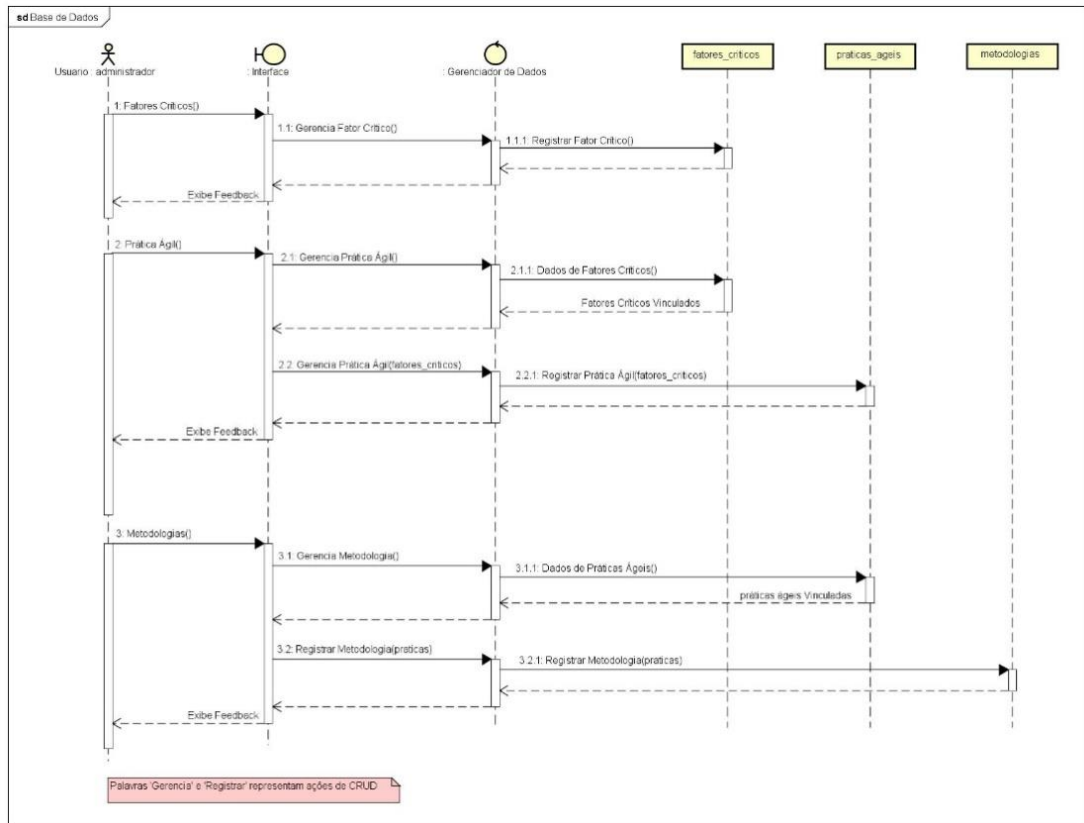 sd Base de Dados
Usuario : administrador
: Interface
: Gerenciador de Dados
fatores_criticos
praticas_ageis
metodologias
1: Fatores Criticos()
1.1: Gerencia Fator Crítico()
1.1.1: Registrar Fator Crítico()
Exibe Feedback
2: Prática Ágil()
2.1: Gerencia Prática Ágil()
2.1.1: Dados de Fatores Críticos()
Fatores Críticos Vinculados
2.2: Gerencia Prática Ágil(fatores_criticos)
2.2.1: Registrar Prática Ágil(fatores_criticos)
Exibe Feedback
3: Metodologias()
3.1: Gerencia Metodologia()
3.1.1: Dados de Práticas Ágeis()
práticas ágeis Vinculadas
3.2: Registrar Metodologia(praticas)
3.2.1: Registrar Metodologia(praticas)
Exibe Feedback
Palavras 'Gerencia' e 'Registrar' representam ações de CRUD